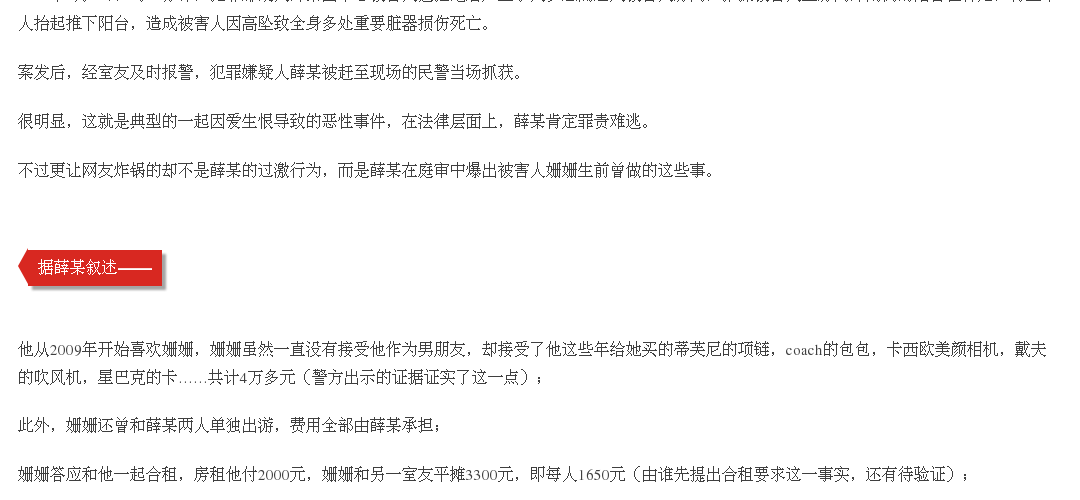 人抬起推下阳台，造成被害人因高坠致全身多处重要脏器损伤死亡。
案发后，经室友及时报警，犯罪嫌疑人薛某被赶至现场的民警当场抓获。
很明显，这就是典型的一起因爱生恨导致的恶性事件，在法律层面上，薛某肯定罪责难逃。
不过更让网友炸锅的却不是薛某的过激行为，而是薛某在庭审中爆出被害人姗姗生前曾做的这些事。
据薛某叙述——
他从2009年开始喜欢姗姗，姗姗虽然一直没有接受他作为男朋友，却接受了他这些年给她买的蒂芙尼的项链，coach的包包，卡西欧美颜相机，戴夫
的吹风机，星巴克的卡……共计4万多元（警方出示的证据证实了这一点）；
此外，姗姗还曾和薛某两人单独出游，费用全部由薛某承担；
姗姗答应和他一起合租，房租他付2000元，姗姗和另一室友平摊3300元，即每人1650元（由谁先提出合租要求这一事实，还有待验证）；